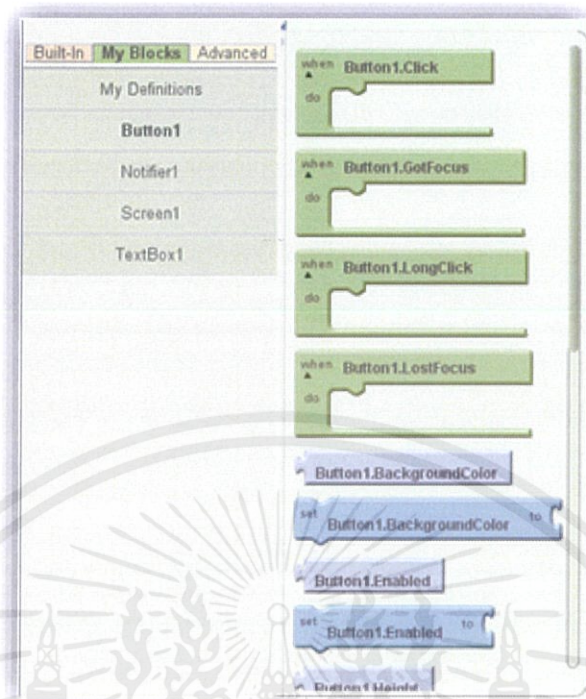 Built-In My Blocks Advanced
My Definitions
Button1
Notifier1
Screen1
TextBox1
when Button1.Click
do
when Button1.GotFocus
do
when Button1.LongClick
do
when Button1.LostFocus
do
Button1.BackgroundColor
set Button1.BackgroundColor to
Button1.Enabled
set Button1.Enabled to
Button1.Height